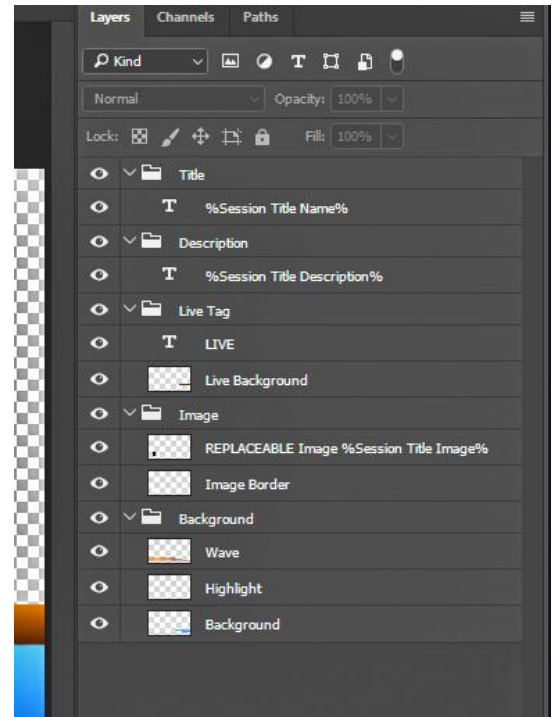 Layers Channels Paths
Kind T
Normal Opacity: 100%
Lock: Fill: 100%
Title
T %Session Title Name%
Description
T %Session Title Description%
Live Tag
T LIVE
Live Background
Image
REPLACEABLE Image %Session Title Image%
Image Border
Background
Wave
Highlight
Background